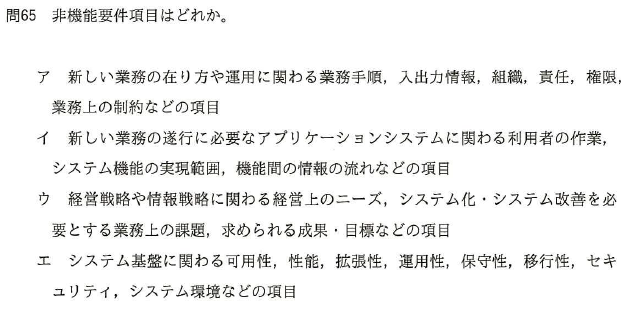 問65　非機能要件項目はどれか。
ア　新しい業務の在り方や運用に関わる業務手順，入出力情報，組織，責任，権限，
業務上の制約などの項目
イ　新しい業務の遂行に必要なアプリケーションシステムに関わる利用者の作業，
システム機能の実現範囲，機能間の情報の流れなどの項目
ウ　経営戦略や情報戦略に関わる経営上のニーズ，システム化・システム改善を必
要とする業務上の課題，求められる成果・目標などの項目
エ　システム基盤に関わる可用性，性能，拡張性，運用性，保守性，移行性，セキ
ュリティ，システム環境などの項目